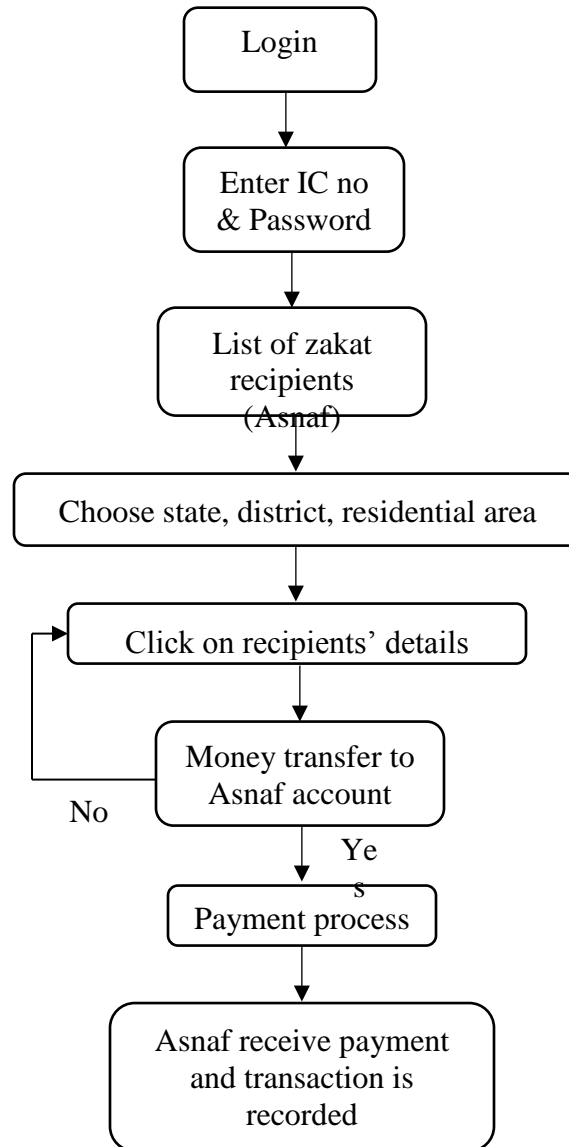 Login
Enter IC no
& Password
List of zakat
recipients
(Asnaf)
Choose state, district, residential area
Click on recipients’ details
Money transfer to
Asnaf account
No
Ye
s
Payment process
Asnaf receive payment
and transaction is
recorded